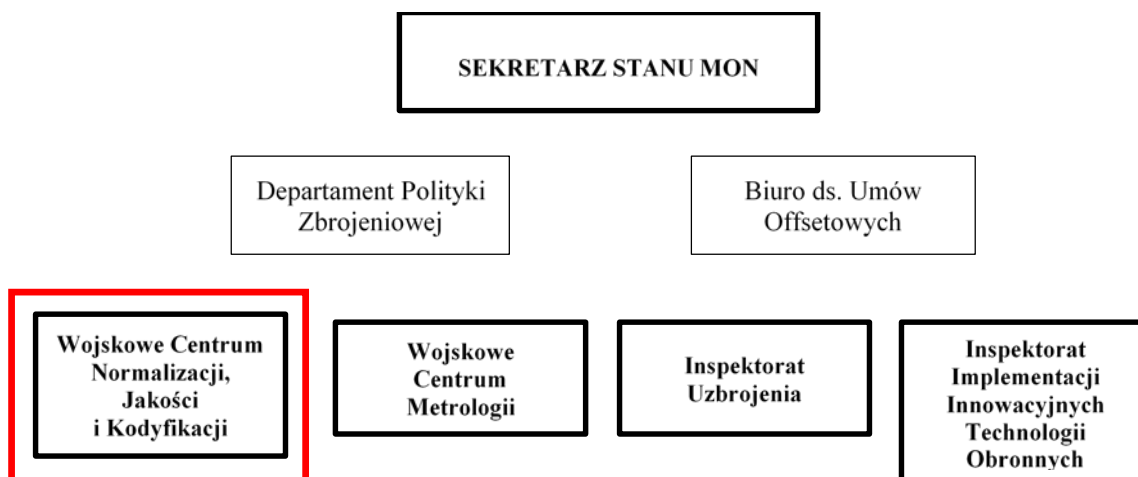 SEKRETARZ STANU MON
Departament Polityki
Zbrojeniowej
Biuro ds. Umów
Offsetowych
Wojskowe Centrum
Normalizacji,
Jakości
i Kodyfikacji
Wojskowe
Centrum
Metrologii
Inspektorat
Uzbrojenia
Inspektorat
Implementacji
Innowacyjnych
Technologii
Obronnych